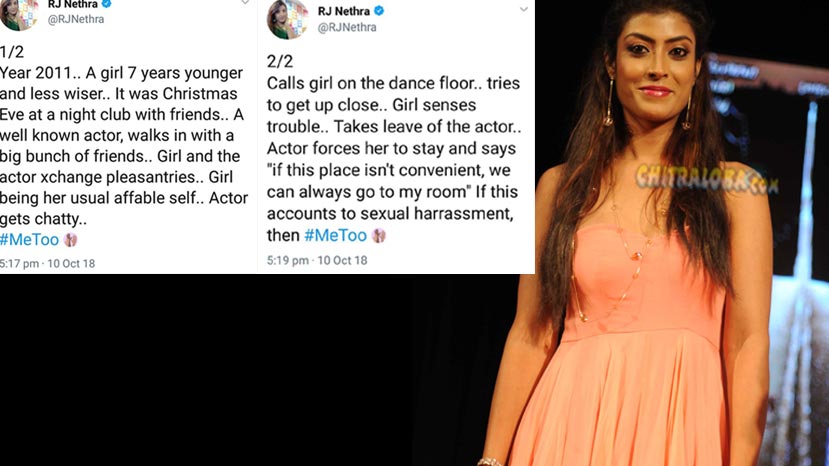 RJ Nethra
@RJNethra
1/2
Year 2011.. A girl 7 years younger
and less wiser.. It was Christmas
Eve at a night club with friends.. A
well known actor, walks in with a
big bunch of friends.. Girl and the
actor xchange pleasantries.. Girl
being her usual affable self.. Actor
gets chatty..
#MeToo
5:17 pm · 10 Oct 18
RJ Nethra
@RJNethra
2/2
Calls girl on the dance floor.. tries
to get up close.. Girl senses
trouble.. Takes leave of the actor..
Actor forces her to stay and says
"if this place isn't convenient, we
can always go to my room" If this
accounts to sexual harrassment,
then #MeToo
5:19 pm · 10 Oct 18
CHITRALOKA.COM